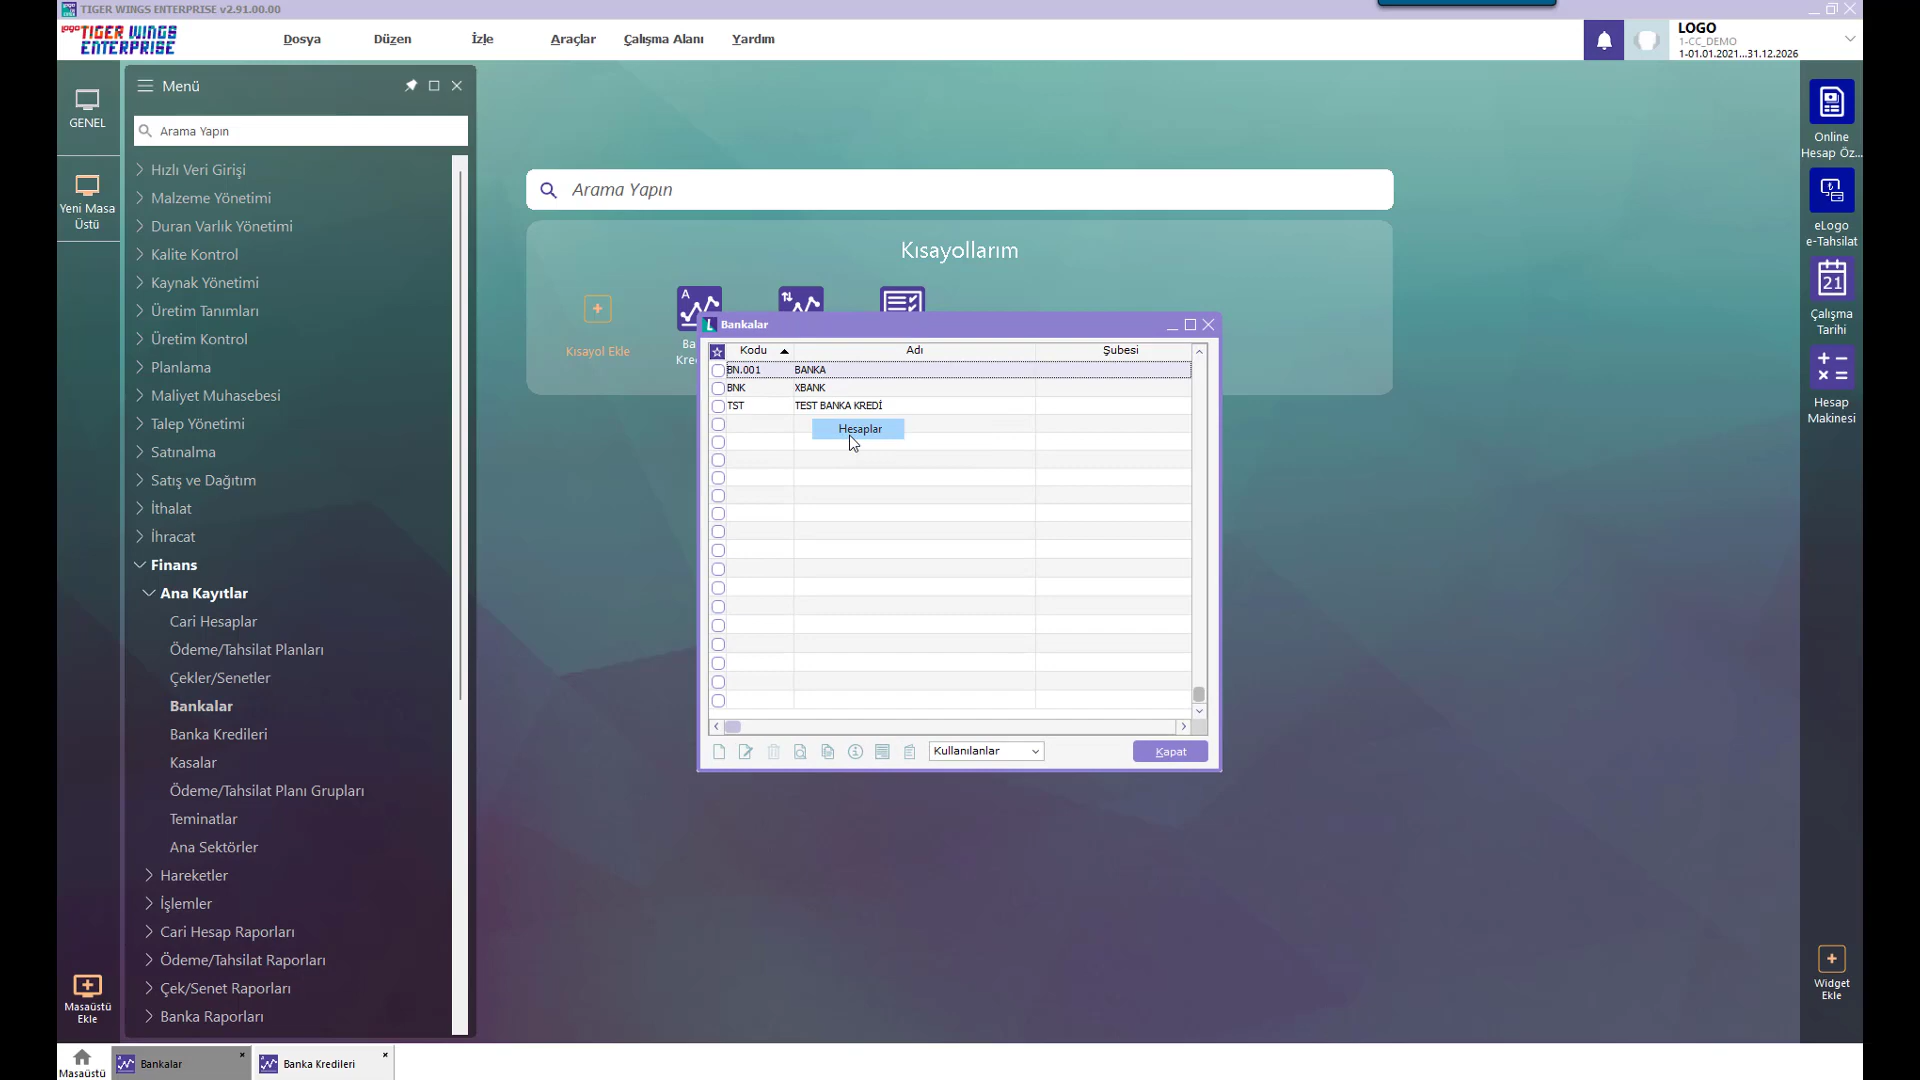 TIGER WINGS ENTERPRISE v2.91.00.00
LOGO TIGER WINGS
ENTERPRISE
Dosya
Düzen
İzle
Araçlar
Çalışma Alanı
Yardım
LOGO
1-CC_DEMO
1-01.01.2021...31.12.2026
GENEL
Yeni Masa
Üstü
Masaüstü
Ekle
Menü
Arama Yapın
Hızlı Veri Girişi
Malzeme Yönetimi
Duran Varlık Yönetimi
Kalite Kontrol
Kaynak Yönetimi
Üretim Tanımları
Üretim Kontrol
Planlama
Maliyet Muhasebesi
Talep Yönetimi
Satınalma
Satış ve Dağıtım
İthalat
İhracat
Finans
Ana Kayıtlar
Cari Hesaplar
Ödeme/Tahsilat Planları
Çekler/Senetler
Bankalar
Banka Kredileri
Kasalar
Ödeme/Tahsilat Planı Grupları
Teminatlar
Ana Sektörler
Hareketler
İşlemler
Cari Hesap Raporları
Ödeme/Tahsilat Raporları
Çek/Senet Raporları
Banka Raporları
Arama Yapın
Kısayollarım
Kısayol Ekle
A
Ba
Kre
Bankalar
Kodu Adı Şubesi
BN.001 BANKA
BNK XBANK
TST TEST BANKA KREDİ
Hesaplar
Kullanılanlar
Kapat
Online
Hesap Öz...
eLogo
e-Tahsilat
21
Çalışma
Tarihi
Hesap
Makinesi
Widget
Ekle
Masaüstü
Bankalar
Banka Kredileri